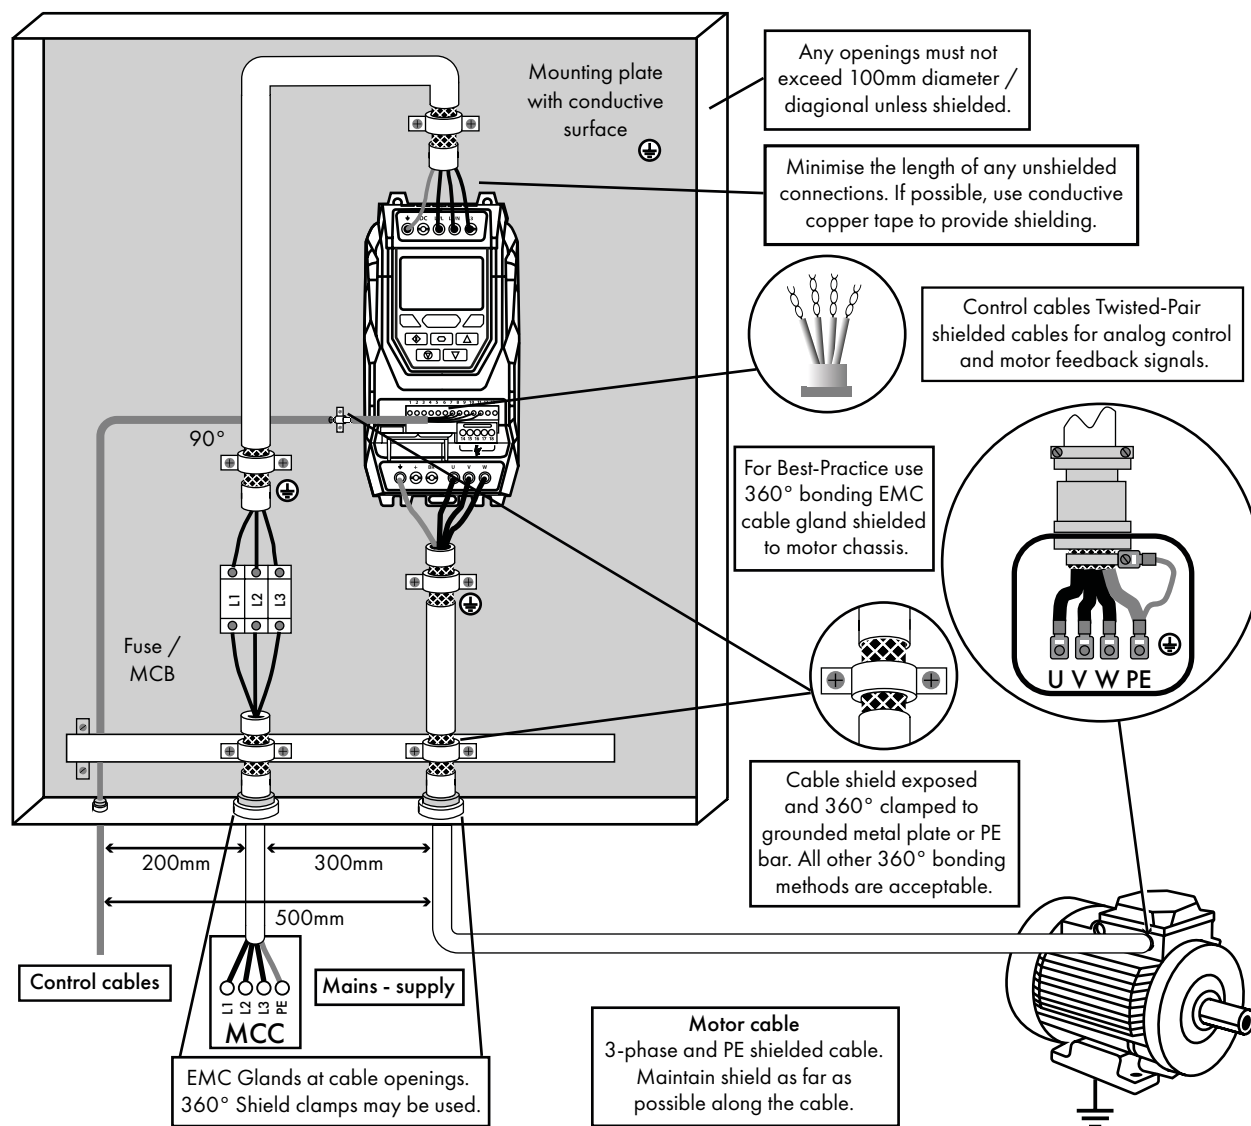 Mounting plate
with conductive
surface
Any openings must not
exceed 100mm diameter /
diagional unless shielded.
Minimise the length of any unshielded
connections. If possible, use conductive
copper tape to provide shielding.
Control cables Twisted-Pair
shielded cables for analog control
and motor feedback signals.
90°
For Best-Practice use
360° bonding EMC
cable gland shielded
to motor chassis.
U V W
L1 L2 L3
Fuse /
MCB
U V W PE
Cable shield exposed
and 360° clamped to
grounded metal plate or PE
bar. All other 360° bonding
methods are acceptable.
200mm
300mm
500mm
Control cables
Mains - supply
L1 L2 L3 PE
MCC
EMC Glands at cable openings.
360° Shield clamps may be used.
Motor cable
3-phase and PE shielded cable.
Maintain shield as far as
possible along the cable.